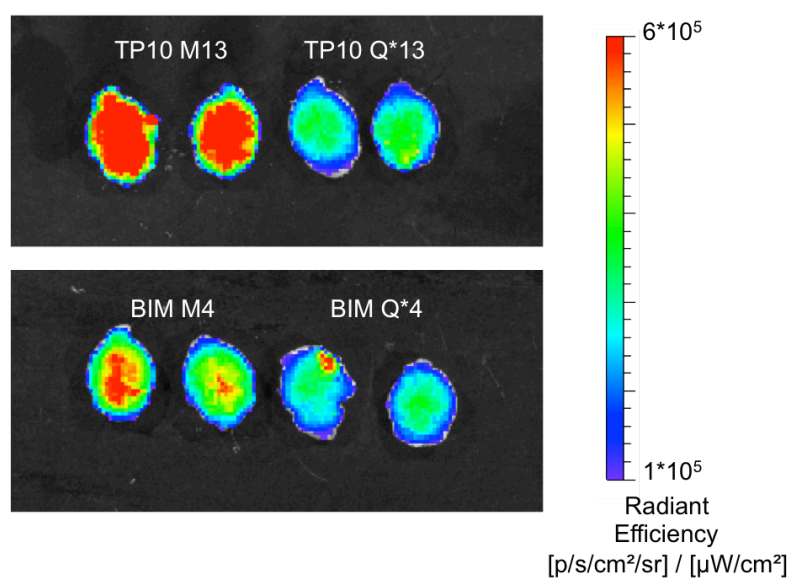 TP10 M13 TP10 Q*13
BIM M4 BIM Q*4
6*10⁵
1*10⁵
Radiant
Efficiency
[p/s/cm²/sr] / [µW/cm²]